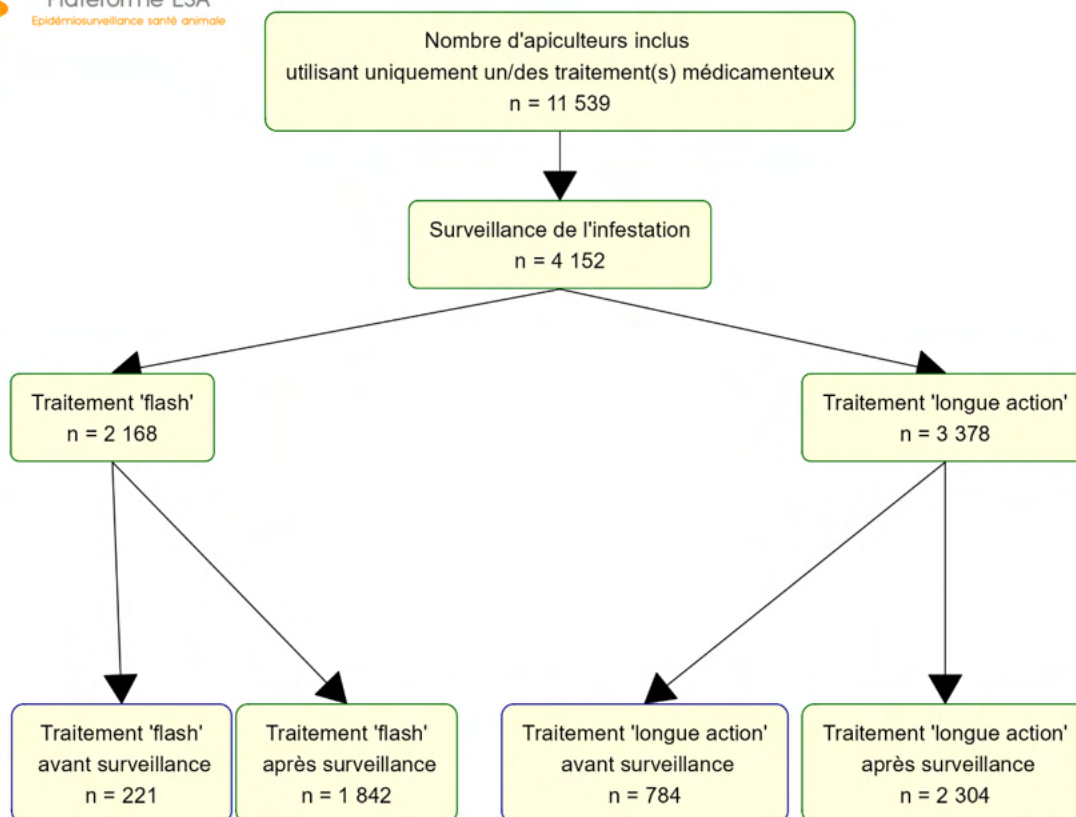 Plateforme ESA
Epidémiosurveillance santé animale
Nombre d'apiculteurs inclus
utilisant uniquement un/des traitement(s) médicamenteux
n = 11 539
Surveillance de l'infestation
n = 4 152
Traitement 'flash'
n = 2 168
Traitement 'longue action'
n = 3 378
Traitement 'flash'
avant surveillance
n = 221
Traitement 'flash'
après surveillance
n = 1 842
Traitement 'longue action'
avant surveillance
n = 784
Traitement 'longue action'
après surveillance
n = 2 304